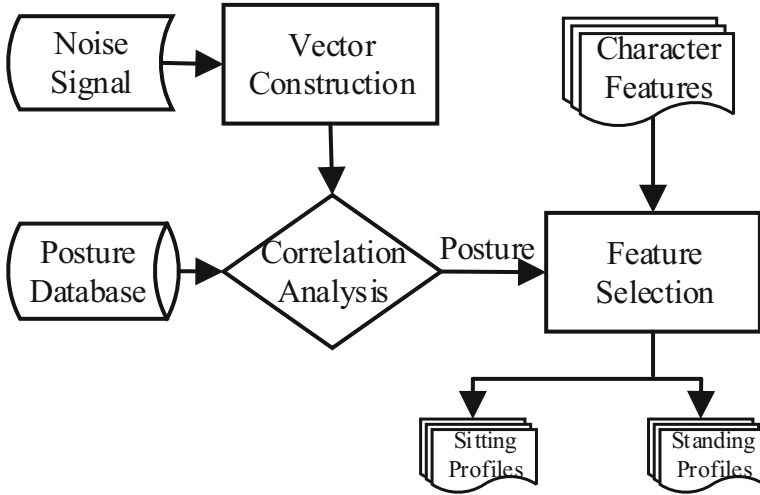 Noise
Signal
Vector
Construction
Character
Features
Posture
Database
Correlation
Analysis
Posture
Feature
Selection
Sitting
Profiles
Standing
Profiles